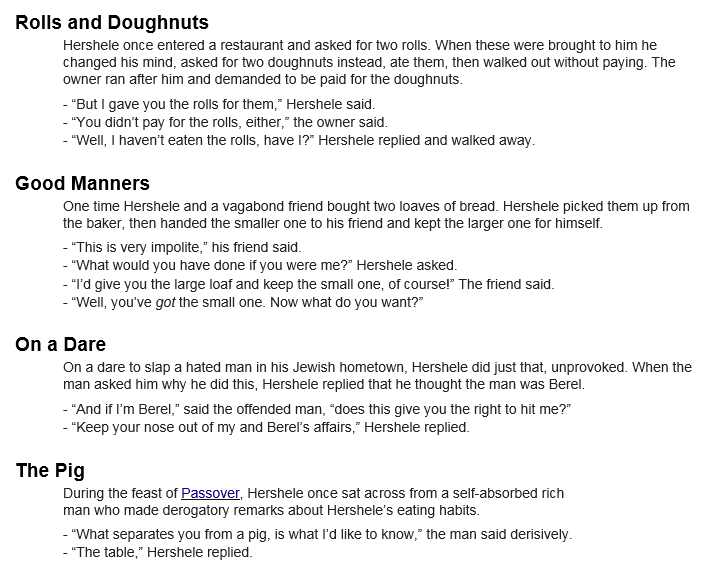 Rolls and Doughnuts
Hershele once entered a restaurant and asked for two rolls. When these were brought to him he
changed his mind, asked for two doughnuts instead, ate them, then walked out without paying. The
owner ran after him and demanded to be paid for the doughnuts.
- “But I gave you the rolls for them,” Hershele said.
- “You didn’t pay for the rolls, either,” the owner said.
- “Well, I haven’t eaten the rolls, have I?” Hershele replied and walked away.
Good Manners
One time Hershele and a vagabond friend bought two loaves of bread. Hershele picked them up from
the baker, then handed the smaller one to his friend and kept the larger one for himself.
- “This is very impolite,” his friend said.
- “What would you have done if you were me?” Hershele asked.
- “I’d give you the large loaf and keep the small one, of course!” The friend said.
- “Well, you’ve got the small one. Now what do you want?”
On a Dare
On a dare to slap a hated man in his Jewish hometown, Hershele did just that, unprovoked. When the
man asked him why he did this, Hershele replied that he thought the man was Berel.
- “And if I’m Berel,” said the offended man, “does this give you the right to hit me?”
- “Keep your nose out of my and Berel’s affairs,” Hershele replied.
The Pig
During the feast of Passover, Hershele once sat across from a self-absorbed rich
man who made derogatory remarks about Hershele’s eating habits.
- “What separates you from a pig, is what I’d like to know,” the man said derisively.
- “The table,” Hershele replied.